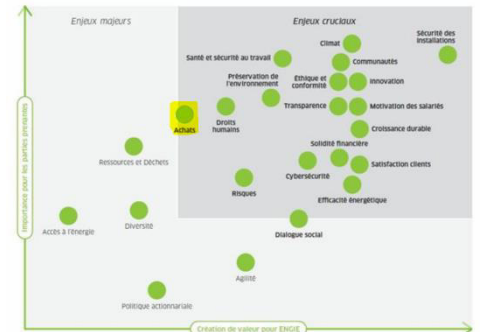 Enjeux majeurs
Enjeux cruciaux
Sécurité des
installations
Climat
Santé et sécurité au travail
Communautés
Préservation de
l'environnement
Ethique et
conformité
Innovation
Transparence
Motivation des salariés
Achats
Droits
humains
Croissance durable
Solidité financière
Ressources et Déchets
Cybersécurité
Satisfaction clients
Risques
Efficacité énergétique
Accès à l'énergie
Diversité
Dialogue social
Agilité
Politique actionnariale
Importance pour les parties prenantes
Création de valeur pour ENGIE